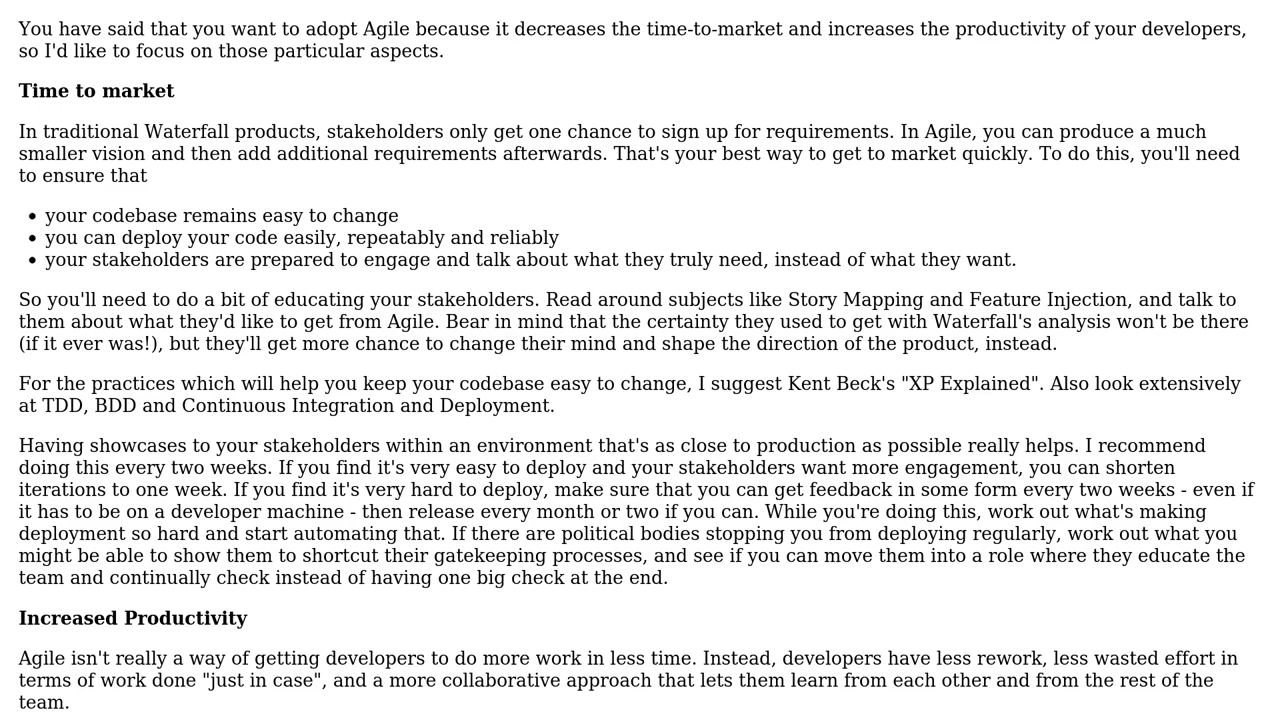 You have said that you want to adopt Agile because it decreases the time-to-market and increases the productivity of your developers,
so I'd like to focus on those particular aspects.
Time to market
In traditional Waterfall products, stakeholders only get one chance to sign up for requirements. In Agile, you can produce a much
smaller vision and then add additional requirements afterwards. That's your best way to get to market quickly. To do this, you'll need
to ensure that
• your codebase remains easy to change
• you can deploy your code easily, repeatably and reliably
• your stakeholders are prepared to engage and talk about what they truly need, instead of what they want.
So you'll need to do a bit of educating your stakeholders. Read around subjects like Story Mapping and Feature Injection, and talk to
them about what they'd like to get from Agile. Bear in mind that the certainty they used to get with Waterfall's analysis won't be there
(if it ever was!), but they'll get more chance to change their mind and shape the direction of the product, instead.
For the practices which will help you keep your codebase easy to change, I suggest Kent Beck's "XP Explained". Also look extensively
at TDD, BDD and Continuous Integration and Deployment.
Having showcases to your stakeholders within an environment that's as close to production as possible really helps. I recommend
doing this every two weeks. If you find it's very easy to deploy and your stakeholders want more engagement, you can shorten
iterations to one week. If you find it's very hard to deploy, make sure that you can get feedback in some form every two weeks - even if
it has to be on a developer machine - then release every month or two if you can. While you're doing this, work out what's making
deployment so hard and start automating that. If there are political bodies stopping you from deploying regularly, work out what you
might be able to show them to shortcut their gatekeeping processes, and see if you can move them into a role where they educate the
team and continually check instead of having one big check at the end.
Increased Productivity
Agile isn't really a way of getting developers to do more work in less time. Instead, developers have less rework, less wasted effort in
terms of work done "just in case", and a more collaborative approach that lets them learn from each other and from the rest of the
team.